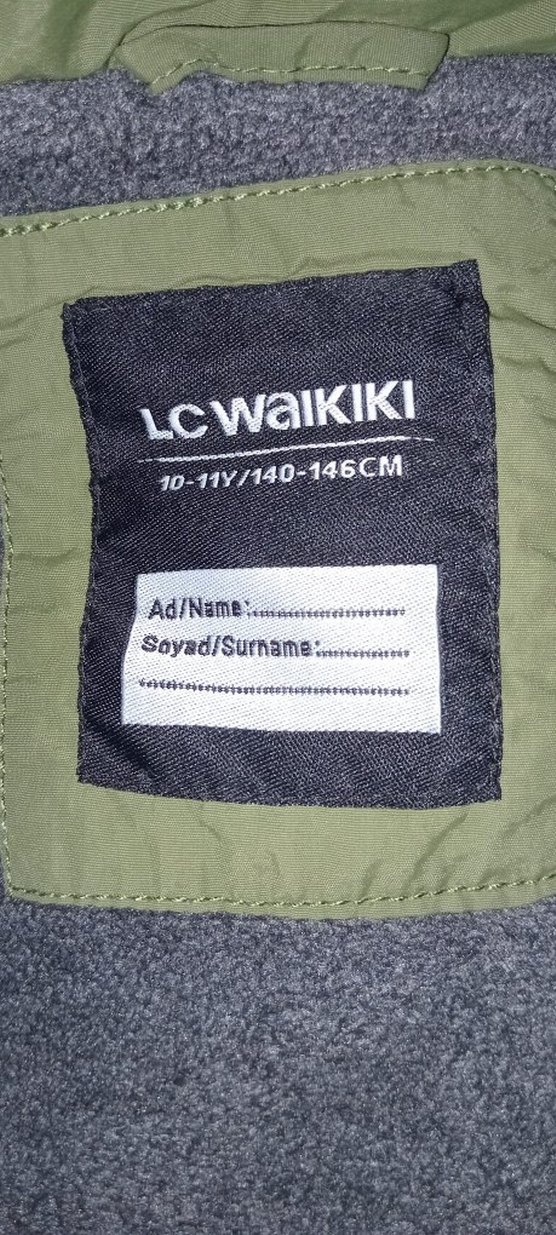 LC WAIKIKI
10-11Y/140-146CM
Ad/Name:....................
Soyad/Surname:............
....................................